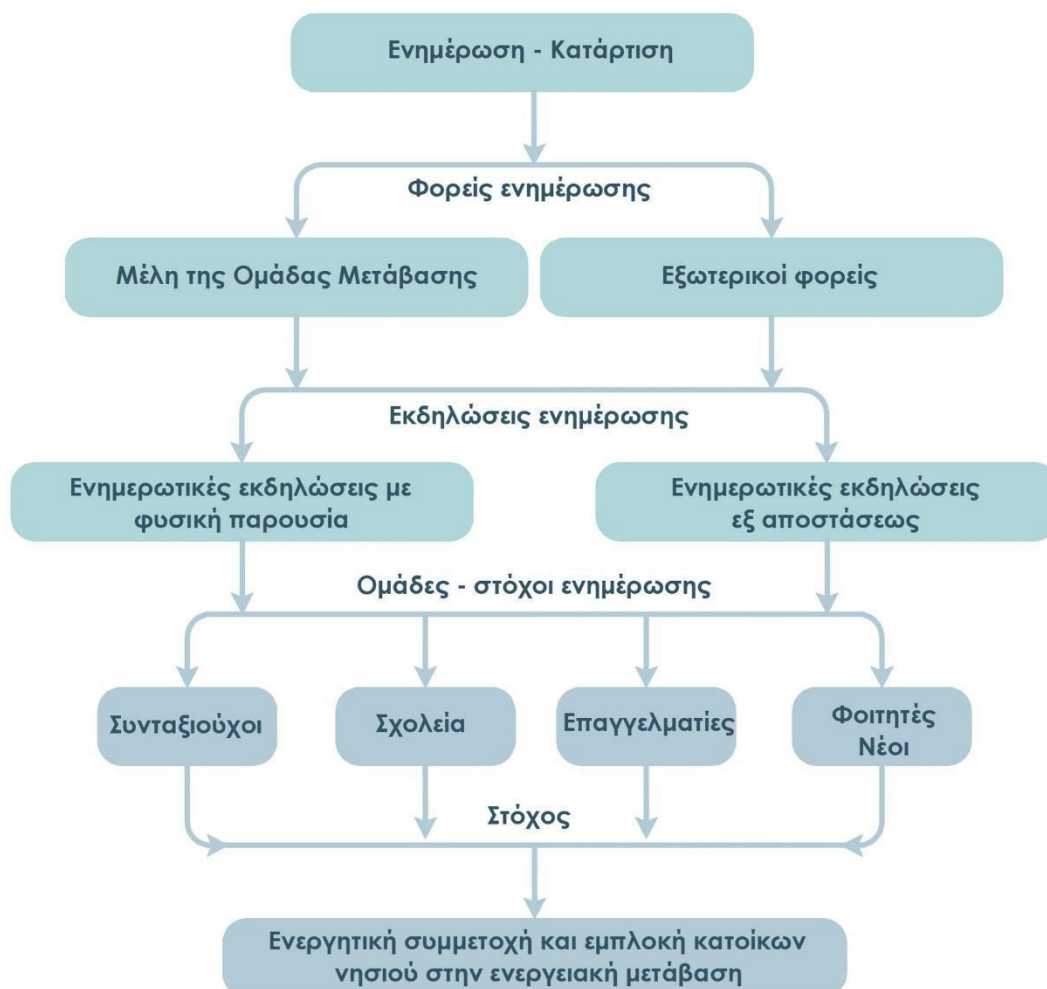 Ενημέρωση - Κατάρτιση
Φορείς ενημέρωσης
Μέλη της Ομάδας Μετάβασης
Εξωτερικοί φορείς
Εκδηλώσεις ενημέρωσης
Ενημερωτικές εκδηλώσεις με
φυσική παρουσία
Ενημερωτικές εκδηλώσεις
εξ αποστάσεως
Ομάδες - στόχοι ενημέρωσης
Συνταξιούχοι
Σχολεία
Επαγγελματίες
Φοιτητές
Νέοι
Στόχος
Ενεργητική συμμετοχή και εμπλοκή κατοίκων
νησιού στην ενεργειακή μετάβαση